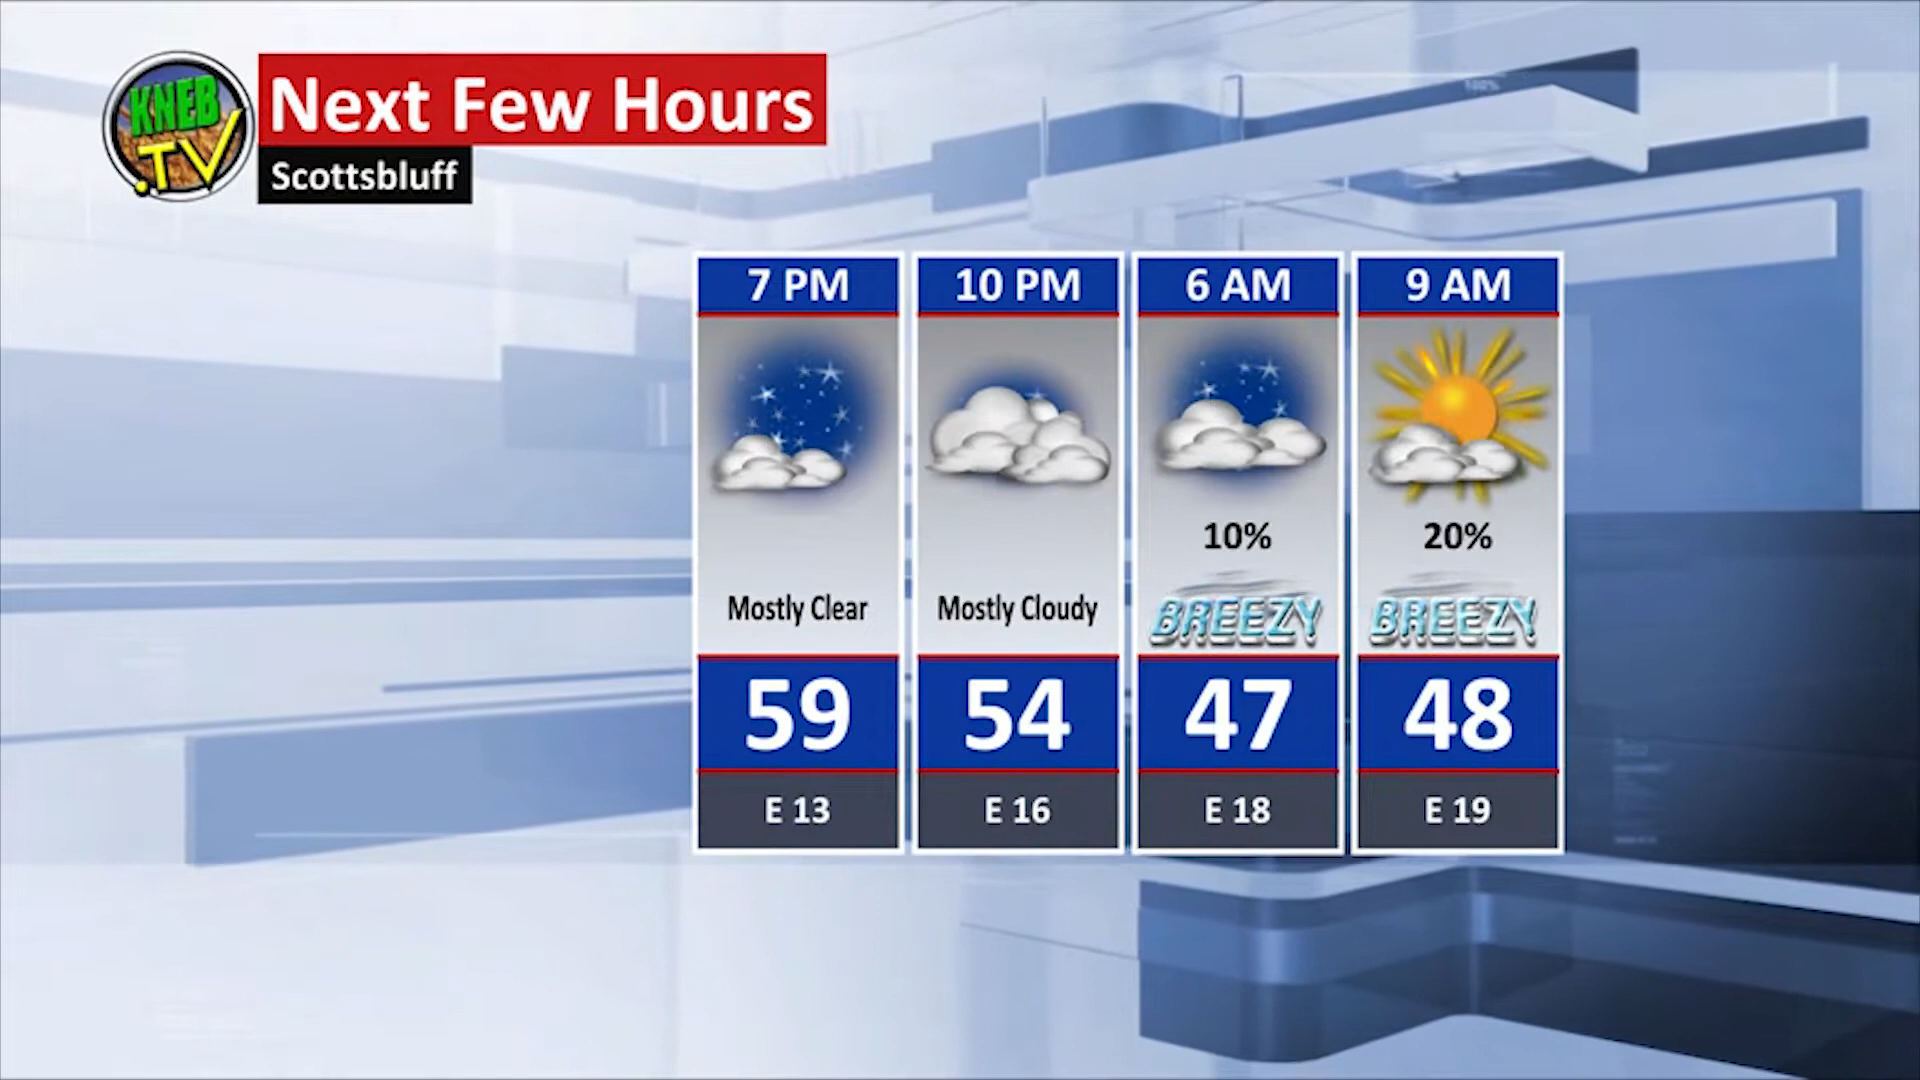 KNEB
.TV
Next Few Hours
Scottsbluff
7 PM
10 PM
6 AM
9 AM
10%
20%
Mostly Clear
Mostly Cloudy
BREEZY
BREEZY
59
54
47
48
E 13
E 16
E 18
E 19